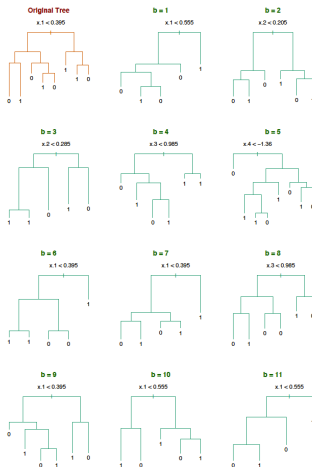 Original Tree b = 1 b = 2
x.1 < 0.395 x.1 < 0.555 x.2 < 0.205
1 1
0 0 1
1 0 1 0 0
0 1 0 1 0 0 1
b = 3 b = 4 b = 5
x.2 < 0.285 x.3 < 0.985 x.4 < −1.36
0 1 1 0
0 1 0 0 1 0
1 1 0 1 1 1 0
b = 6 b = 7 b = 8
x.1 < 0.395 x.1 < 0.395 x.3 < 0.985
1 1 1
1 1 0 0 0 1 0 0
0 1 0 1
b = 9 b = 10 b = 11
x.1 < 0.395 x.1 < 0.555 x.1 < 0.555
0 1 1 0 1 1 0 0
0 1 1 0 0 1